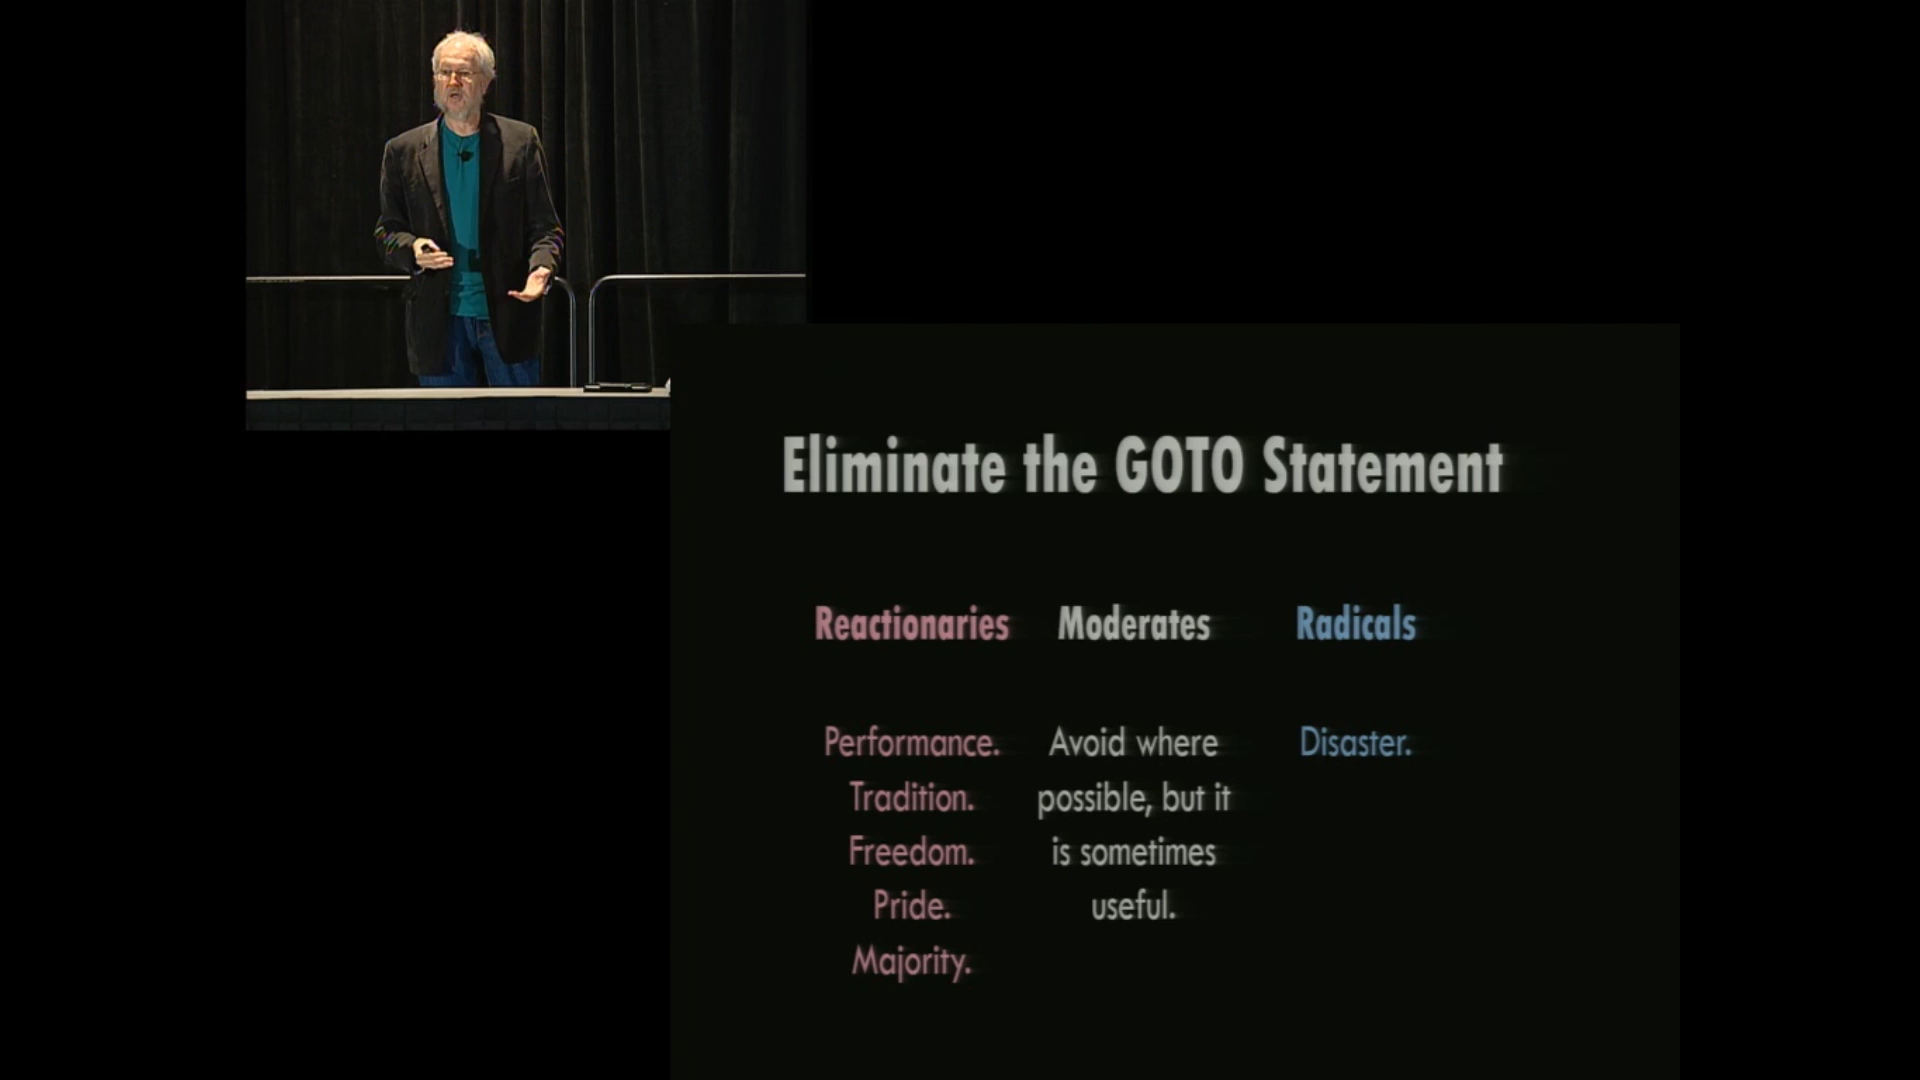 Eliminate the GOTO Statement
Reactionaries
Moderates
Radicals
Performance.
Tradition.
Freedom.
Pride.
Majority.
Avoid where
possible, but it
is sometimes
useful.
Disaster.